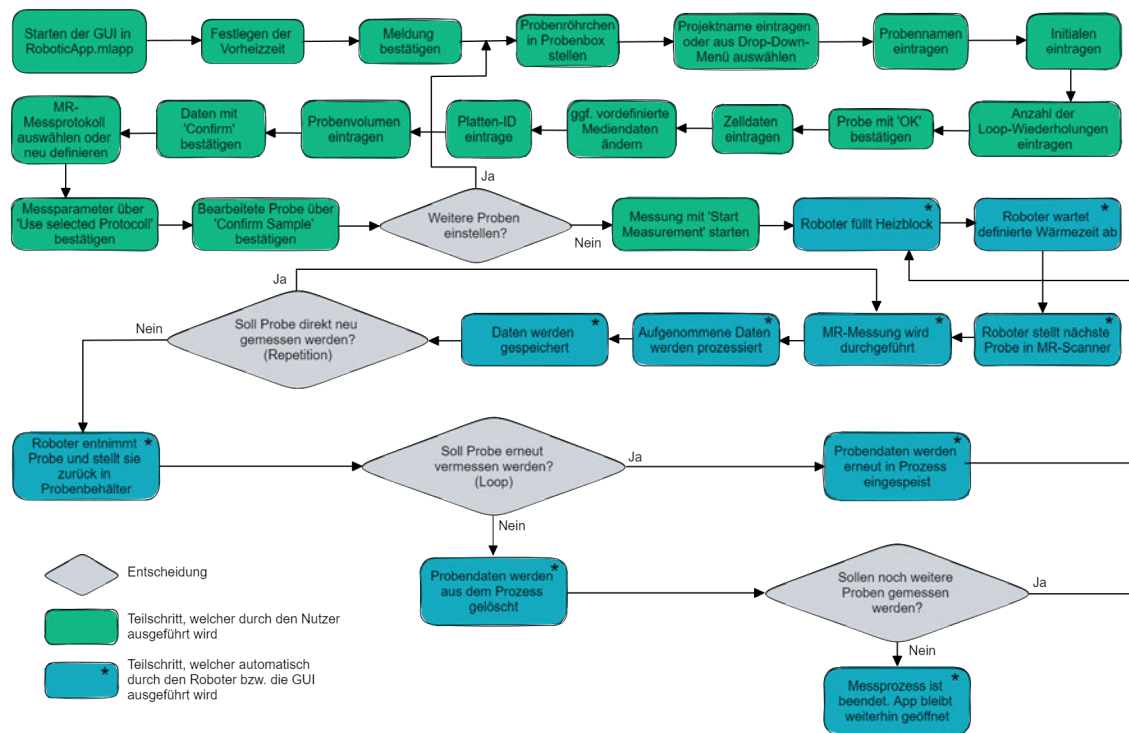 Starten der GUI in
RoboticApp.mlapp
Festlegen der
Vorheizzeit
Meldung
bestätigen
Probenröhrchen
in Probenbox
stellen
Projektname eintragen
oder aus Drop-Down-
Menü auswählen
Probennamen
eintragen
Initialen
eintragen
Anzahl der
Loop-Wiederholungen
eintragen
Probe mit 'OK'
bestätigen
Zelldaten
eintragen
ggf. vordefinierte
Mediendaten
ändern
Platten-ID
eintrage
Probenvolumen
eintragen
Daten mit
'Confirm'
bestätigen
MR-
Messprotokoll
auswählen oder
neu definieren
Messparameter über
'Use selected Protocoll'
bestätigen
Bearbeitete Probe über
'Confirm Sample'
bestätigen
Weitere Proben
einstellen?
Ja
Nein
Messung mit 'Start
Measurement' starten
*
Roboter füllt Heizblock
*
Roboter wartet
definierte Wärmezeit ab
*
Roboter stellt nächste
Probe in MR-Scanner
*
MR-Messung wird
durchgeführt
*
Aufgenommene Daten
werden prozessiert
*
Daten werden
gespeichert
Ja
Nein
Soll Probe direkt neu
gemessen werden?
(Repetition)
*
Roboter entnimmt
Probe und stellt sie
zurück in
Probenbehälter
Soll Probe erneut
vermessen werden?
(Loop)
Ja
Nein
*
Probendaten werden
erneut in Prozess
eingespeist
*
Probendaten werden
aus dem Prozess
gelöscht
Sollen noch weitere
Proben gemessen
werden?
Ja
Nein
*
Messprozess ist
beendet. App bleibt
weiterhin geöffnet
Entscheidung
Teilschritt, welcher durch den Nutzer
ausgeführt wird
*
Teilschritt, welcher automatisch
durch den Roboter bzw. die GUI
ausgeführt wird